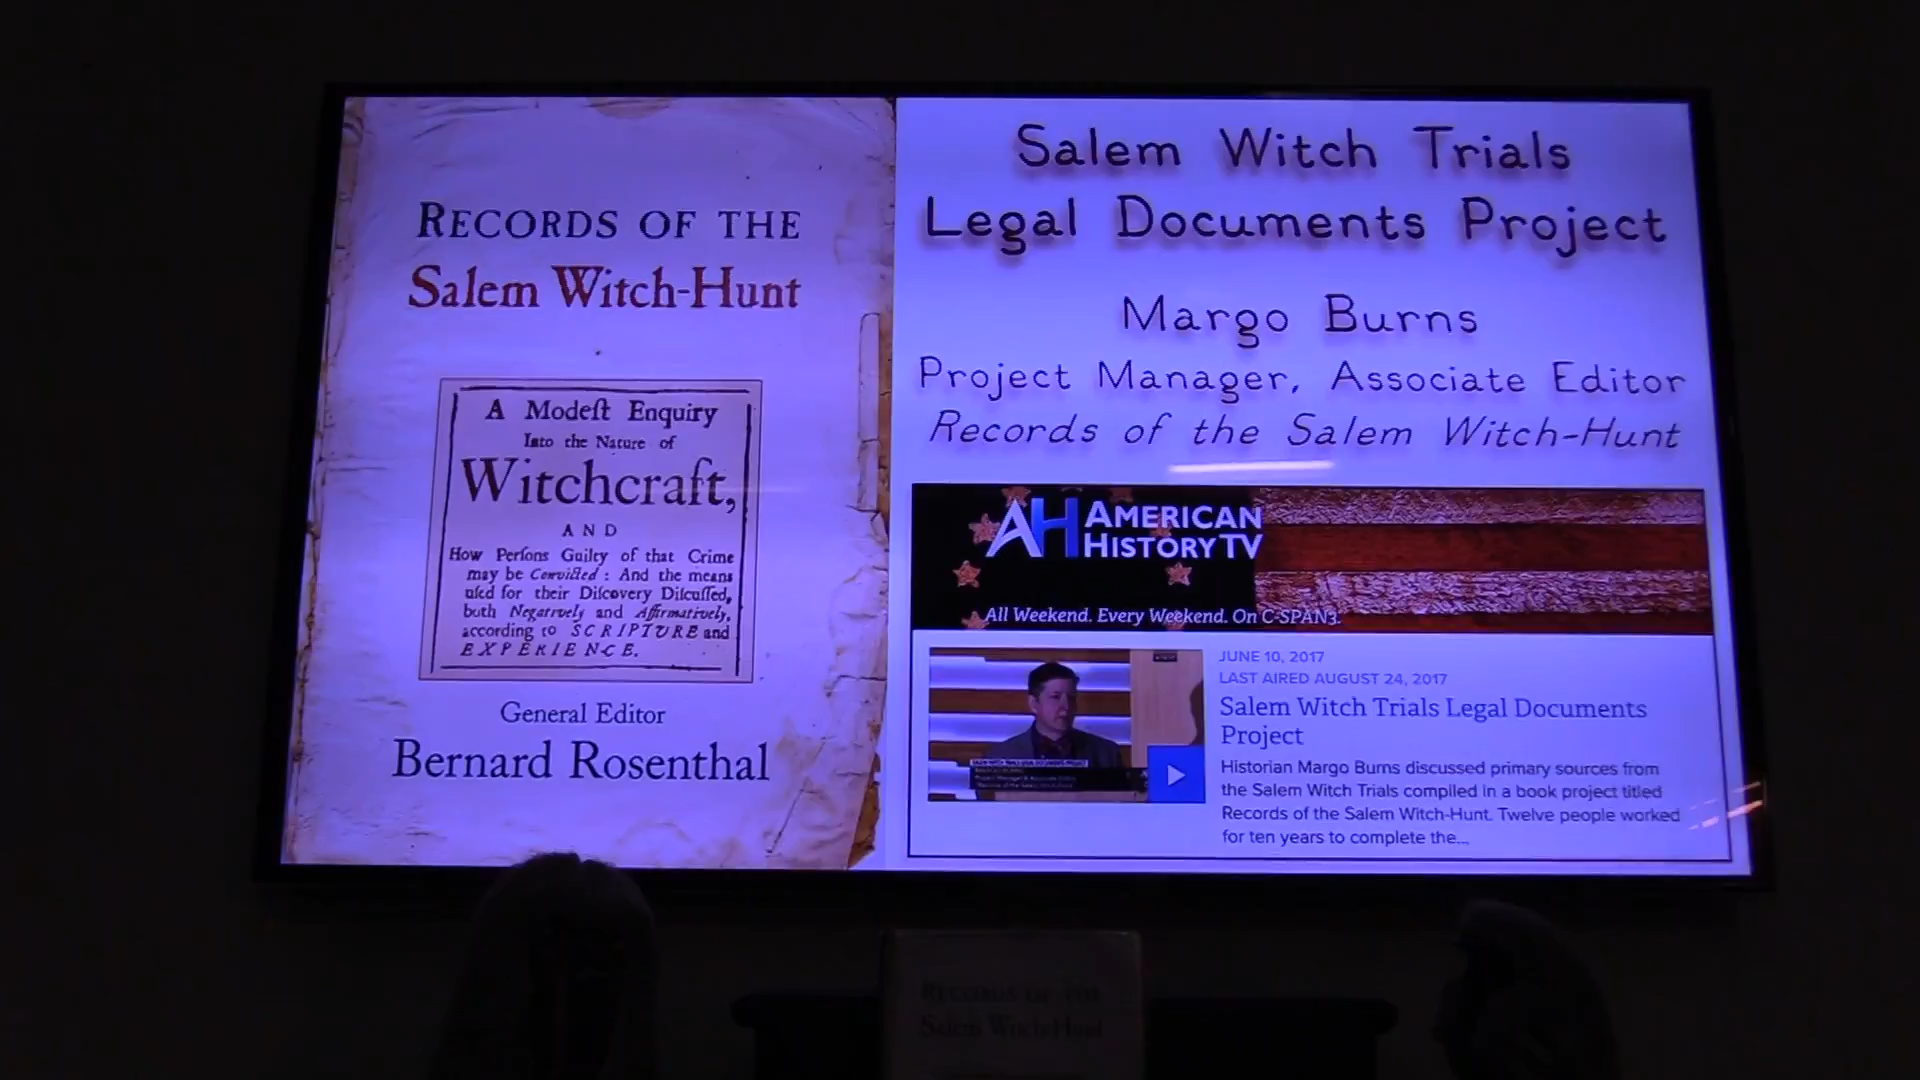 RECORDS OF THE
Salem Witch-Hunt
A Modeſt Enquiry
Into the Nature of
Witchcraft,
AND
How Perſons Guilty of that Crime
may be Convicted : And the means
uſed for their Diſcovery Diſcuſſed,
both Negatively and Affirmatively,
according to SCRIPTURE and
EXPERIENCE.
General Editor
Bernard Rosenthal
Salem Witch Trials
Legal Documents Project
Margo Burns
Project Manager, Associate Editor
Records of the Salem Witch-Hunt
AH AMERICAN
HISTORY TV
All Weekend. Every Weekend. On C-SPAN3.
JUNE 10, 2017
LAST AIRED AUGUST 24, 2017
Salem Witch Trials Legal Documents
Project
Historian Margo Burns discussed primary sources from
the Salem Witch Trials compiled in a book project titled
Records of the Salem Witch-Hunt. Twelve people worked
for ten years to complete the...
RECORDS OF THE
Salem Witch-Hunt